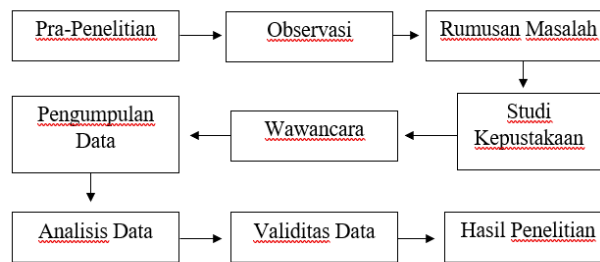 Pra-Penelitian
Observasi
Rumusan Masalah
Studi
Kepustakaan
Wawancara
Pengumpulan
Data
Analisis Data
Validitas Data
Hasil Penelitian